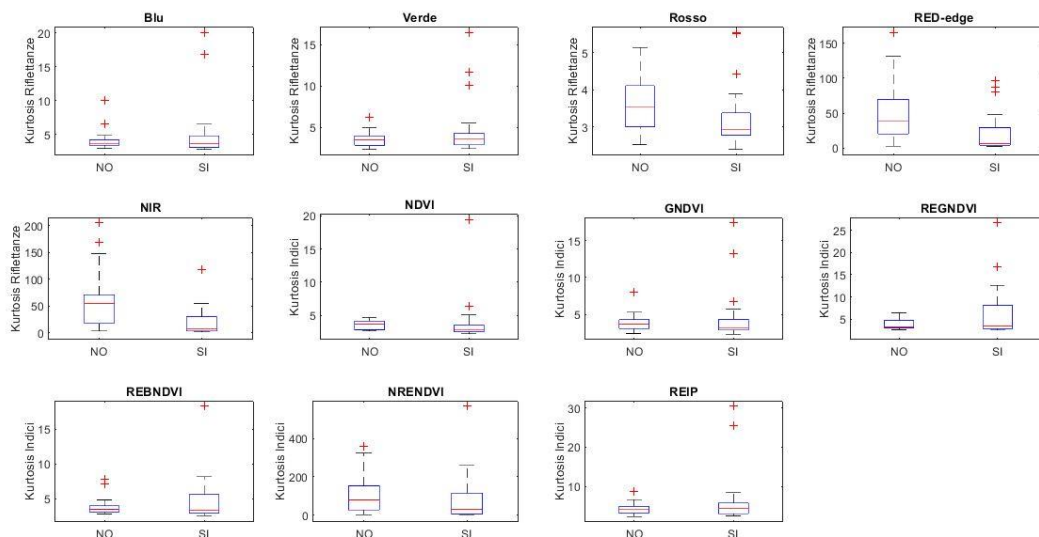 Blu
Kurtosis Riflettanze
20
15
10
5
NO
SI
Verde
Kurtosis Riflettanze
15
10
5
NO
SI
Rosso
Kurtosis Riflettanze
5
4
3
NO
SI
RED-edge
Kurtosis Riflettanze
150
100
50
0
NO
SI
NIR
Kurtosis Riflettanze
200
150
100
50
0
NO
SI
NDVI
Kurtosis Indici
20
15
10
5
NO
SI
GNDVI
Kurtosis Indici
15
10
5
NO
SI
REGNDVI
Kurtosis Indici
25
20
15
10
5
NO
SI
REBNDVI
Kurtosis Indici
15
10
5
NO
SI
NRENDVI
Kurtosis Indici
400
200
0
NO
SI
REIP
Kurtosis Indici
30
20
10
NO
SI